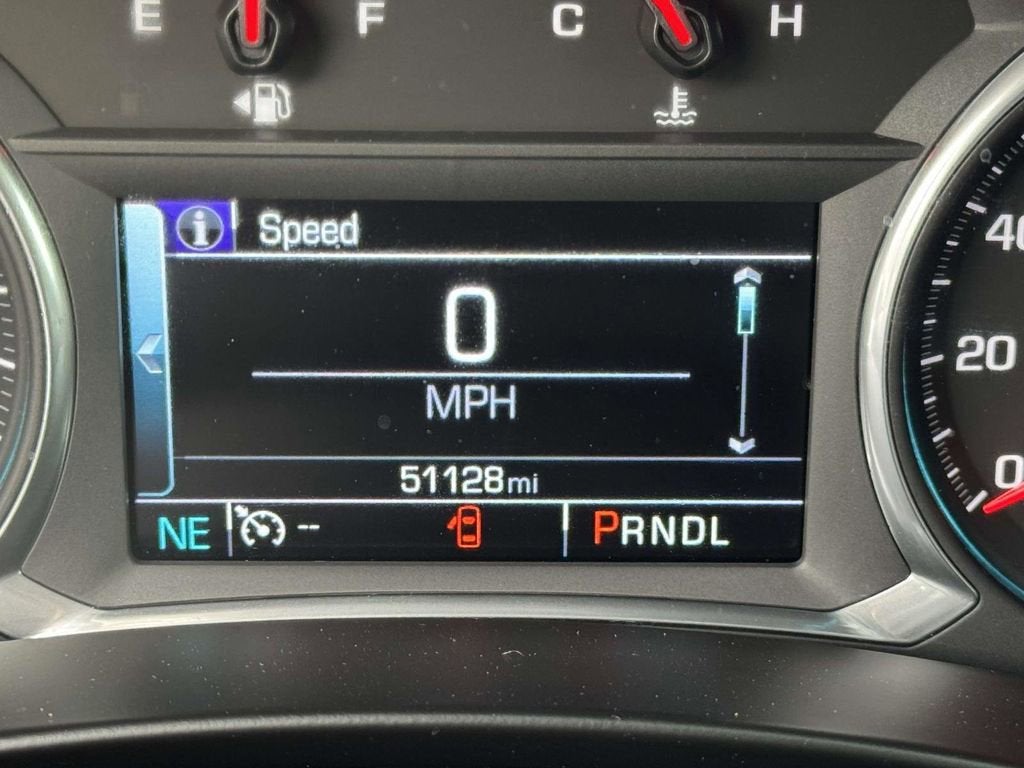 E F C H
Speed
0
MPH
51128mi
NE -- PRNDL
40
20
0